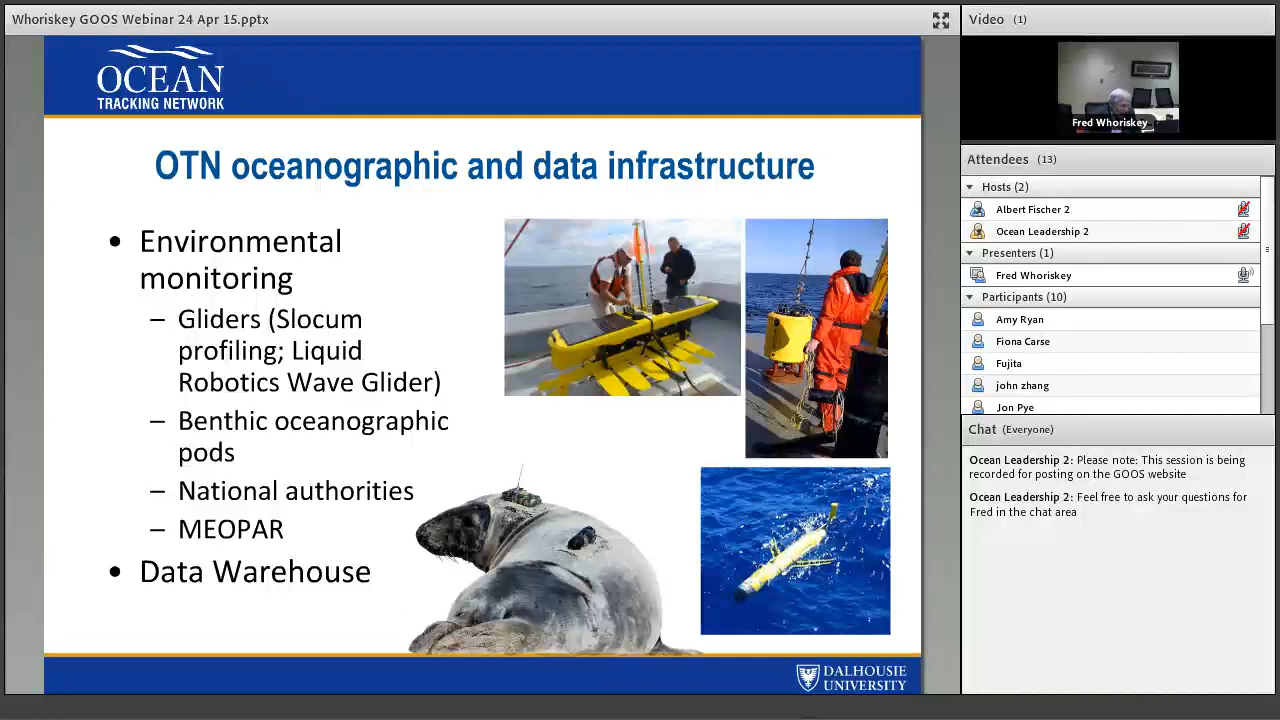 Whoriskey GOOS Webinar 24 Apr 15.pptx
OCEAN
TRACKING NETWORK
OTN oceanographic and data infrastructure
• Environmental
monitoring
– Gliders (Slocum
profiling; Liquid
Robotics Wave Glider)
– Benthic oceanographic
pods
– National authorities
– MEOPAR
• Data Warehouse
DALHOUSIE
UNIVERSITY
Video (1)
Fred Whoriskey
Attendees (13)
Hosts (2)
Albert Fischer 2
Ocean Leadership 2
Presenters (1)
Fred Whoriskey
Participants (10)
Amy Ryan
Fiona Carse
Fujita
john zhang
Jon Pye
Chat (Everyone)
Ocean Leadership 2: Please note: This session is being
recorded for posting on the GOOS website
Ocean Leadership 2: Feel free to ask your questions for
Fred in the chat area